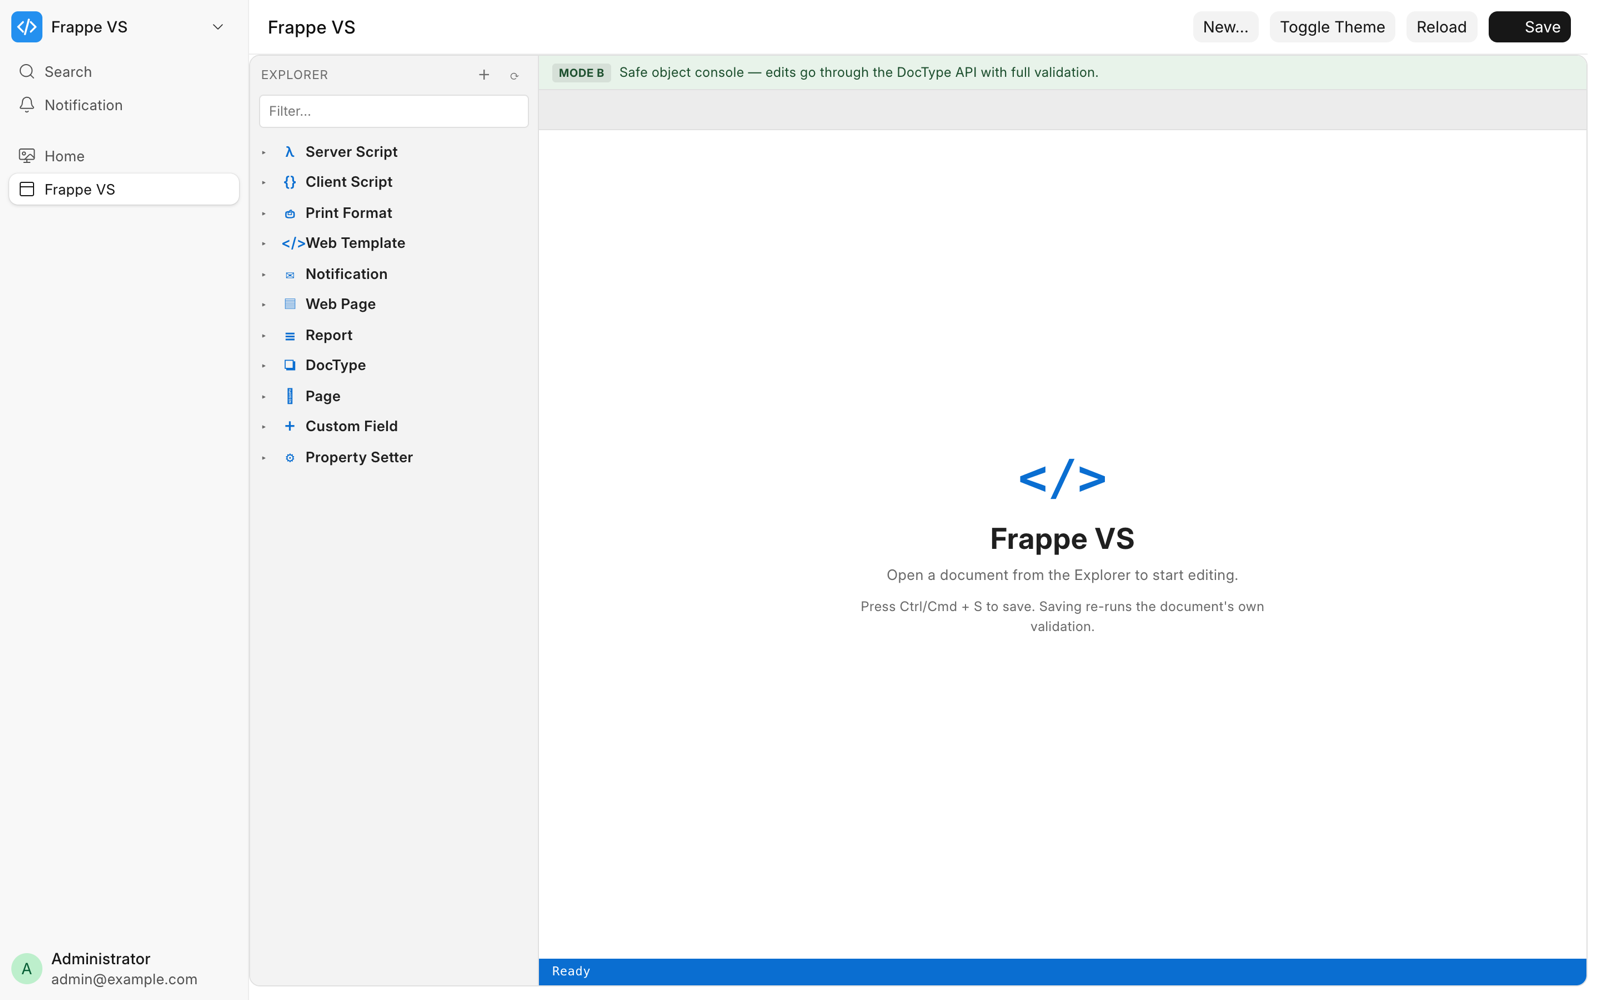 Frappe VS
Search
Notification
Home
Frappe VS
Administrator
A
admin@example.com
Frappe VS
New...
Toggle Theme
Reload
Save
EXPLORER
Filter...
λ Server Script
{} Client Script
Print Format
</> Web Template
Notification
Web Page
Report
DocType
Page
+ Custom Field
Property Setter
MODE B Safe object console — edits go through the DocType API with full validation.
</>
Frappe VS
Open a document from the Explorer to start editing.
Press Ctrl/Cmd + S to save. Saving re-runs the document's own
validation.
Ready